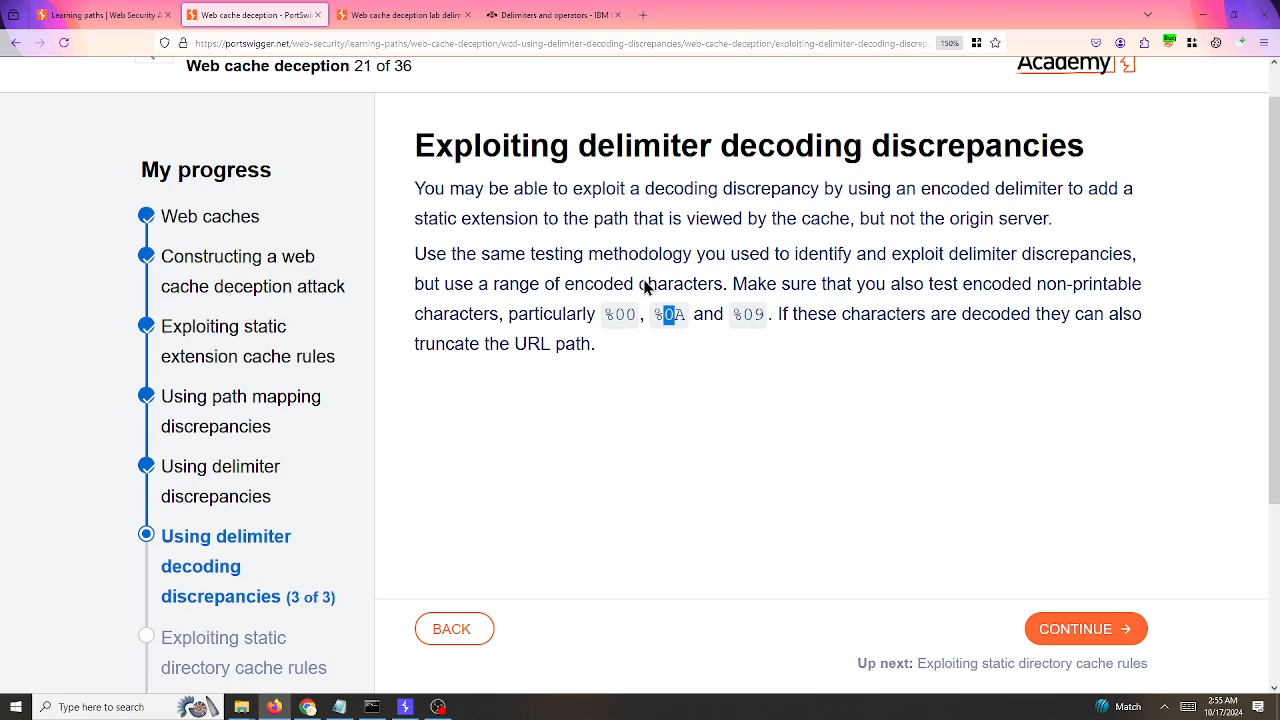 Learning paths | Web Security A
Web cache deception - PortSwi
Web cache deception lab delim
Delimiters and operators - IBM
https://portswigger.net/web-security/learning-paths/web-cache-deception/wcd-using-delimiter-decoding-discrepancies/web-cache-deception/exploiting-delimiter-decoding-discrep
150%
Web cache deception 21 of 36
Academy
My progress
Web caches
Constructing a web
cache deception attack
Exploiting static
extension cache rules
Using path mapping
discrepancies
Using delimiter
discrepancies
Using delimiter
decoding
discrepancies (3 of 3)
Exploiting static
directory cache rules
Exploiting delimiter decoding discrepancies
You may be able to exploit a decoding discrepancy by using an encoded delimiter to add a
static extension to the path that is viewed by the cache, but not the origin server.
Use the same testing methodology you used to identify and exploit delimiter discrepancies,
but use a range of encoded characters. Make sure that you also test encoded non-printable
characters, particularly %00, %0A and %09. If these characters are decoded they can also
truncate the URL path.
BACK
CONTINUE →
Up next: Exploiting static directory cache rules
Type here to search
Match
2:55 AM
10/17/2024